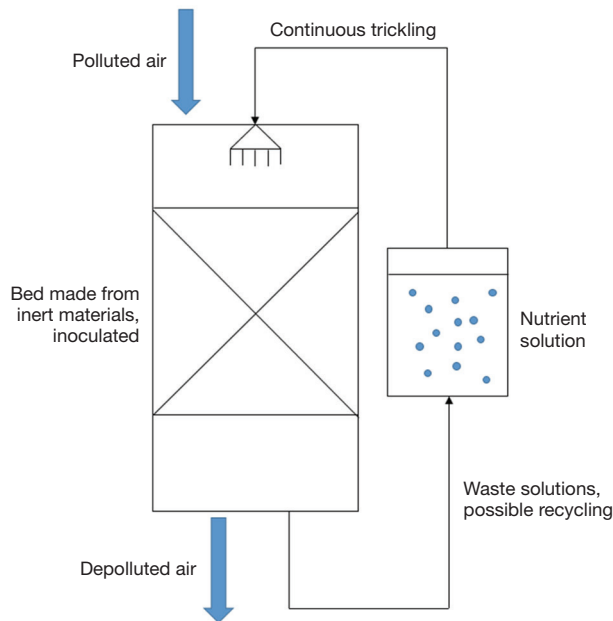 Continuous trickling
Polluted air
Bed made from
inert materials,
inoculated
Nutrient
solution
Waste solutions,
possible recycling
Depolluted air